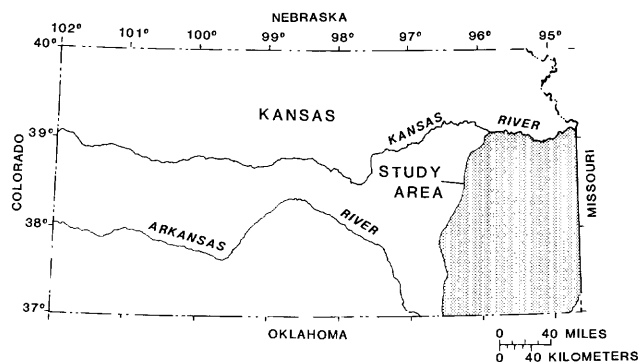 NEBRASKA
102° 101° 100° 99° 98° 97° 96° 95°
40°
KANSAS
KANSAS RIVER
39°
COLORADO
STUDY
AREA
MISSOURI
38°
ARKANSAS RIVER
37°
OKLAHOMA
0 40 MILES
0 40 KILOMETERS